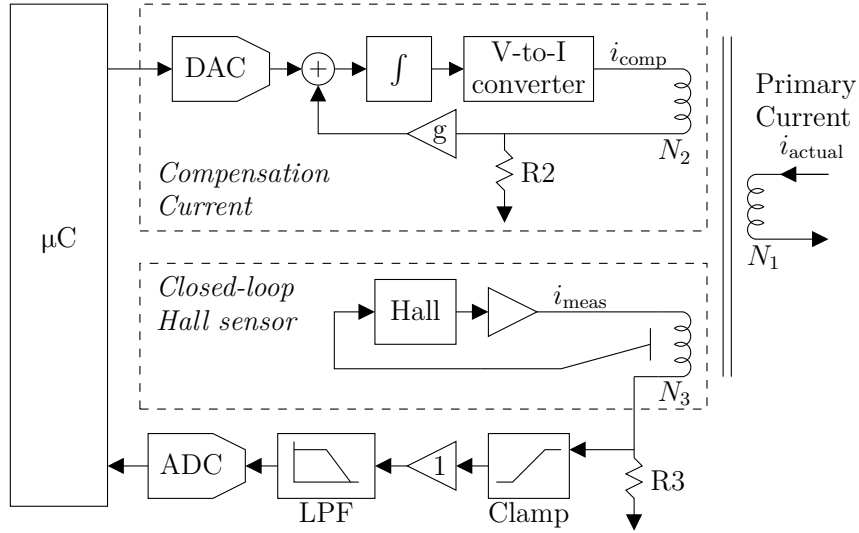 DAC
+
∫
V-to-I
converter
i_comp
Primary
Current
i_actual
g
N_2
Compensation
Current
R2
μC
N_1
Closed-loop
Hall sensor
Hall
i_meas
N_3
ADC
LPF
1
Clamp
R3